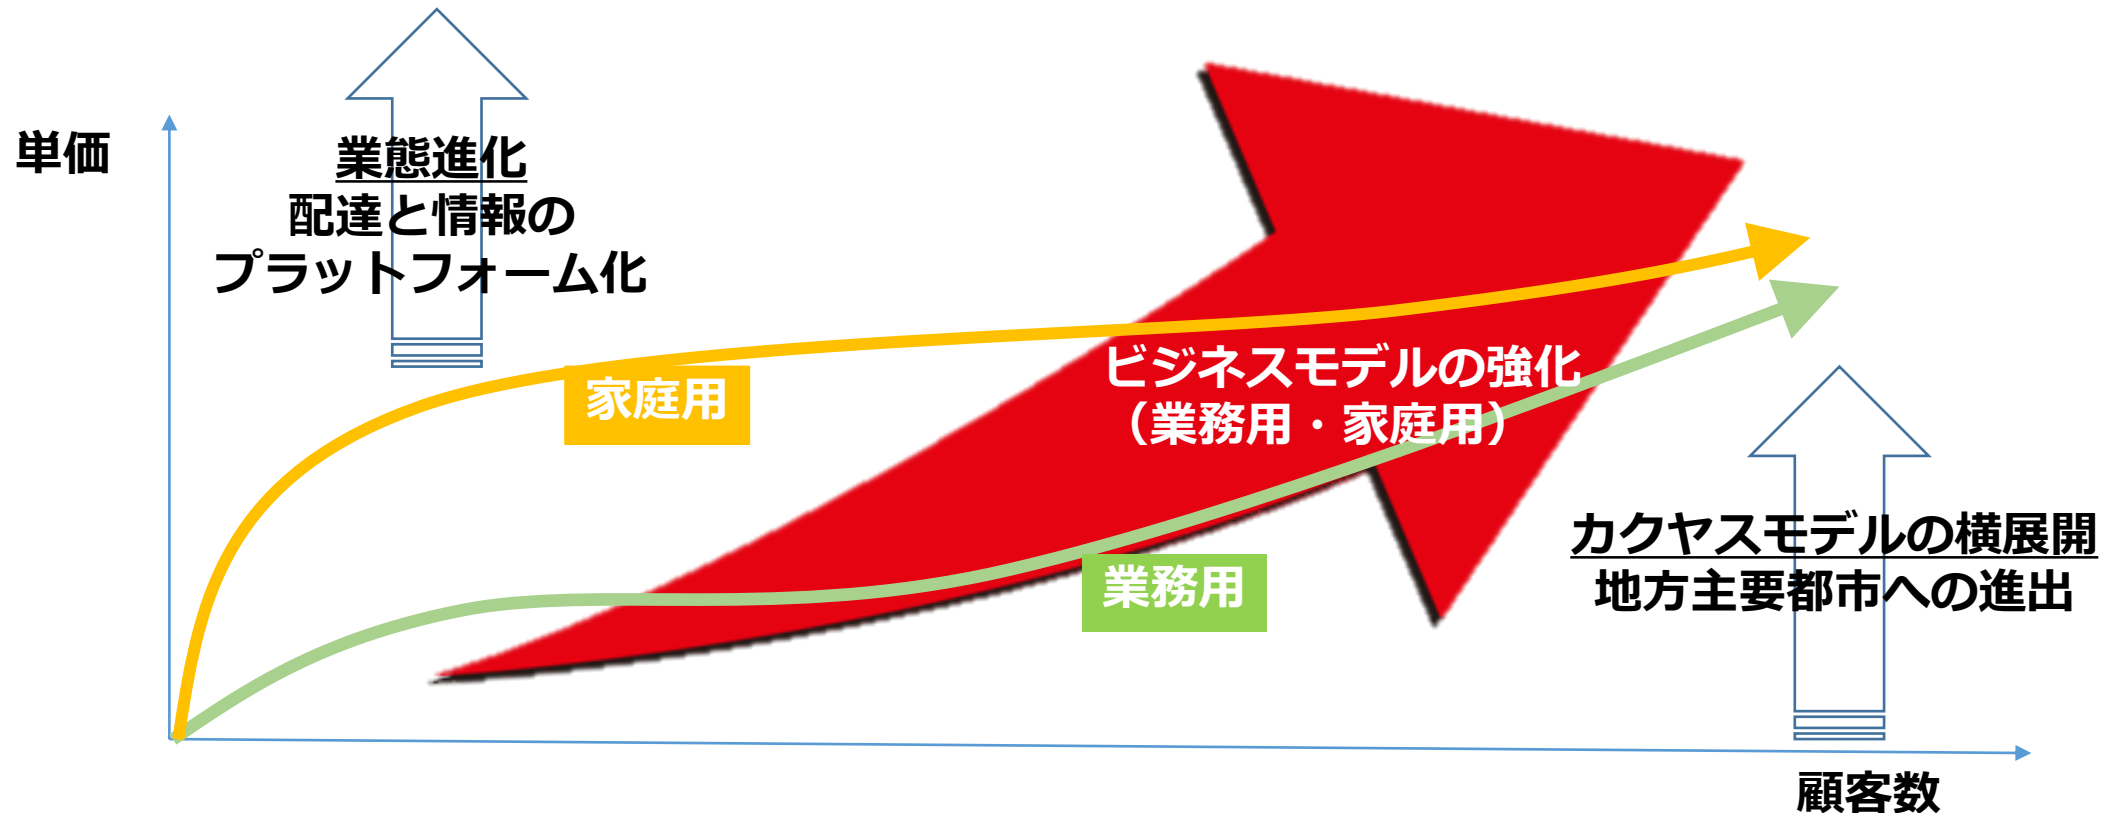 単価
業態進化
配達と情報の
プラットフォーム化
家庭用
ビジネスモデルの強化
（業務用・家庭用）
業務用
カクヤスモデルの横展開
地方主要都市への進出
顧客数